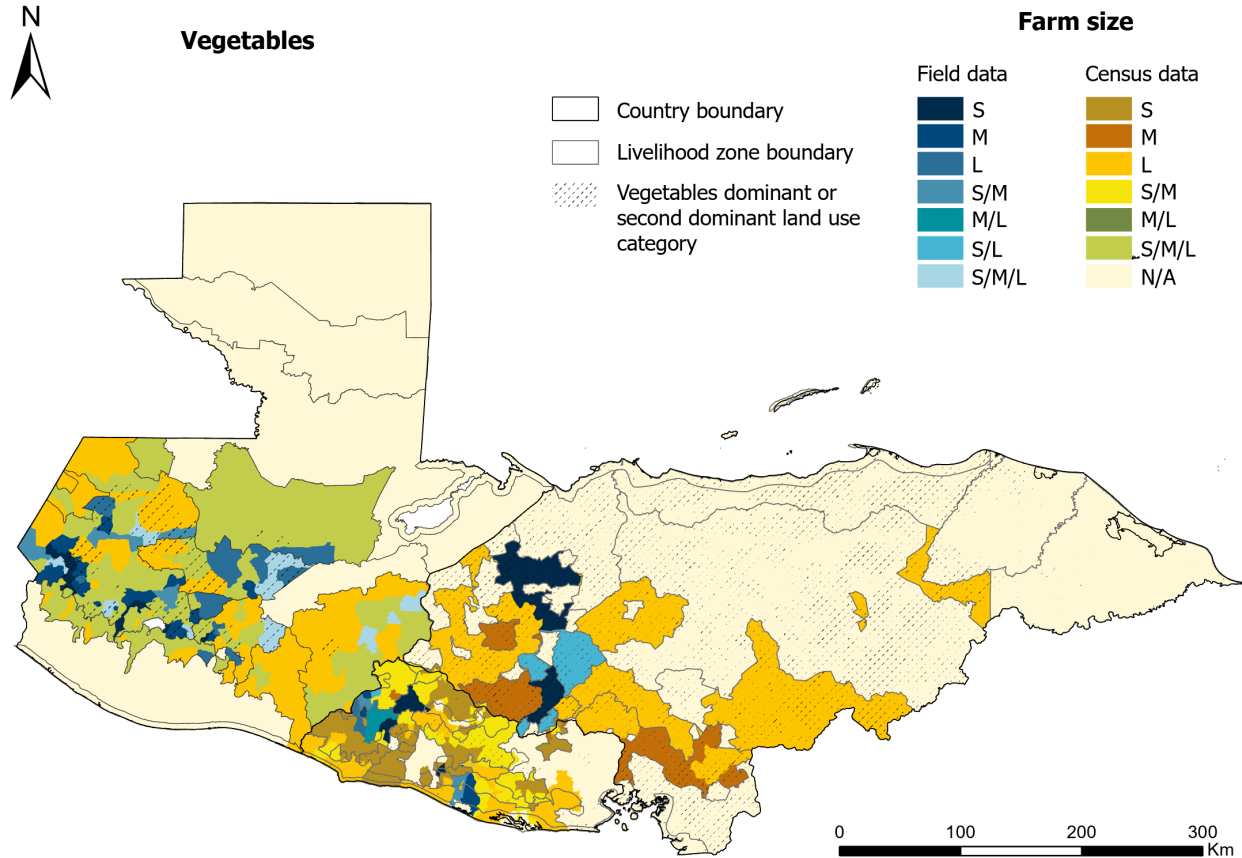 N
Vegetables
Farm size
Field data
Census data
S
M
L
S/M
M/L
S/L
S/M/L
S
M
L
S/M
M/L
S/M/L
N/A
Country boundary
Livelihood zone boundary
Vegetables dominant or
second dominant land use
category
0
100
200
300
Km